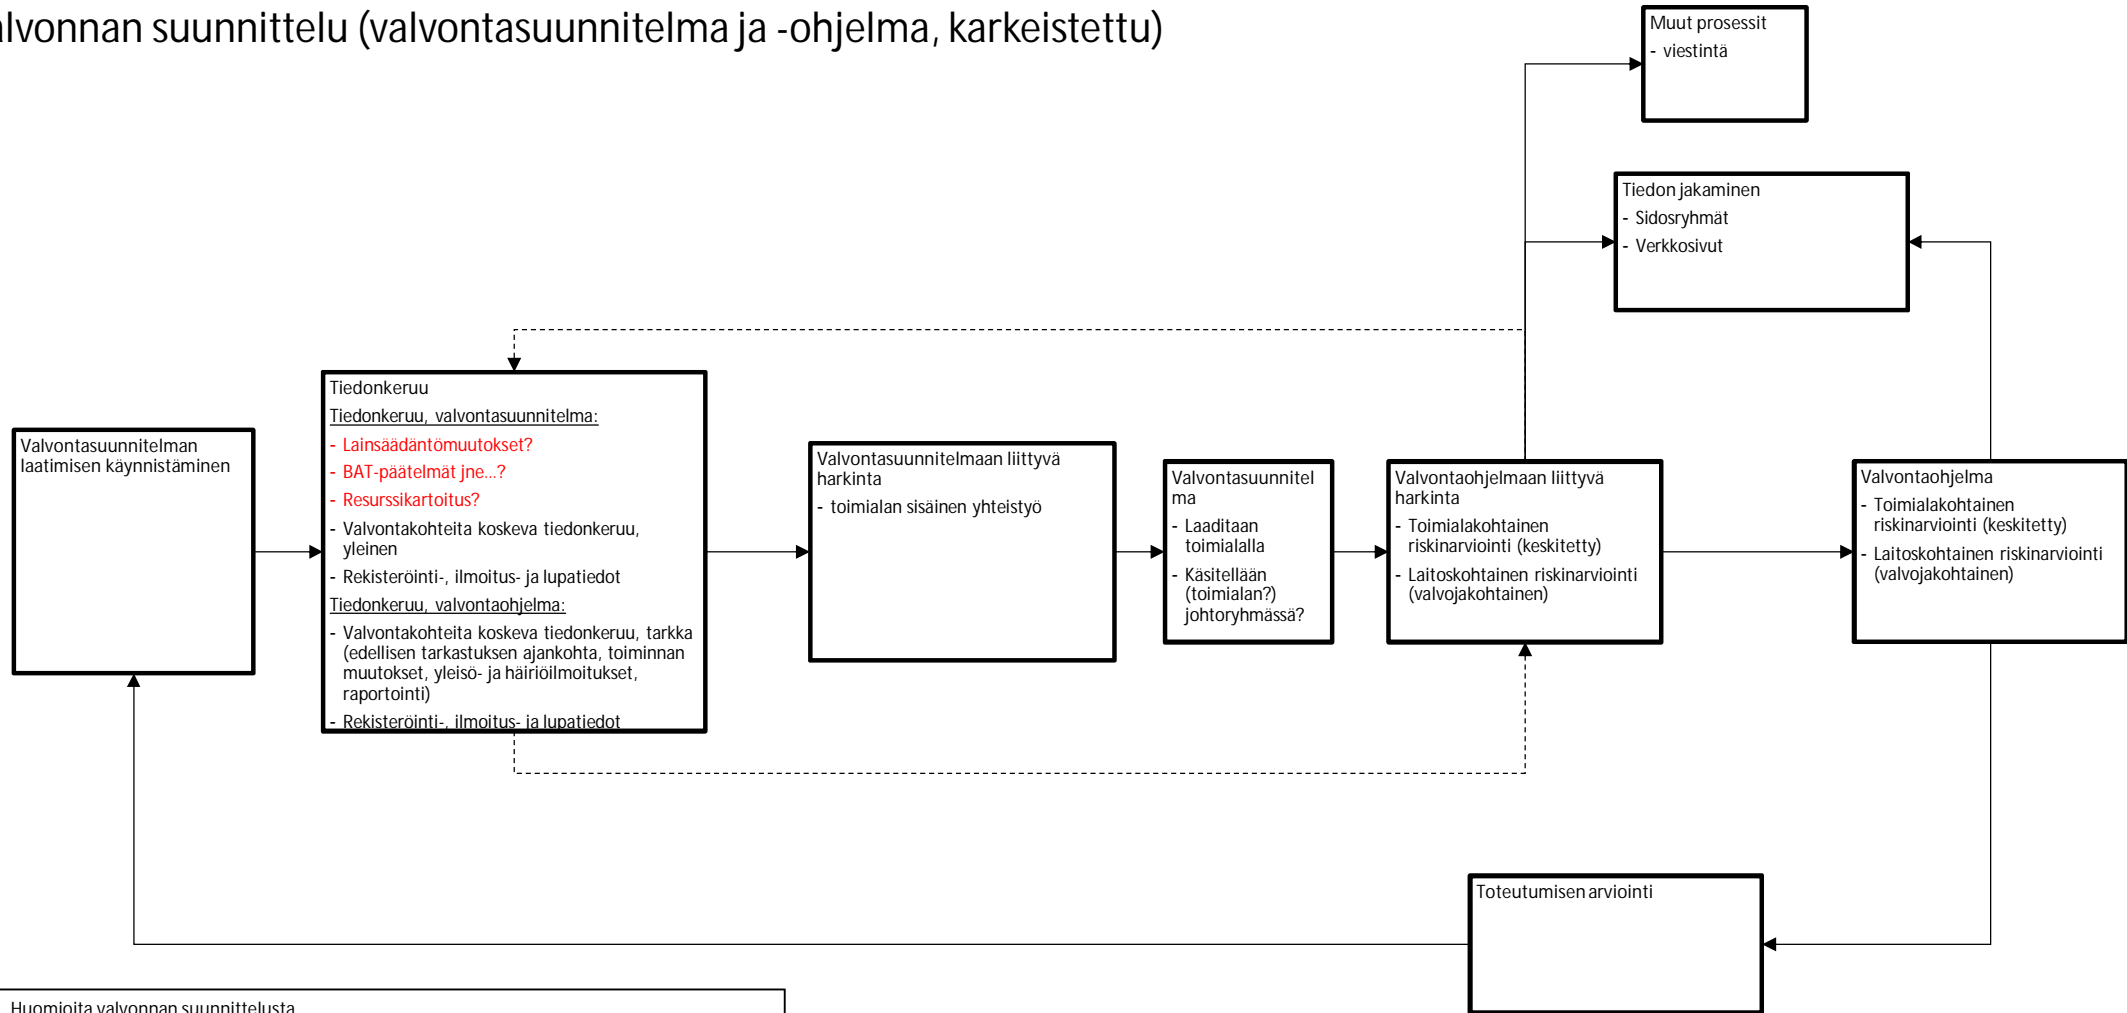 alvonnan suunnittelu (valvontasuunnitelma ja -ohjelma, karkeistettu)
Muut prosessit
- viestintä
Tiedon jakaminen
- Sidosryhmät
- Verkkosivut
Valvontasuunnitelman
laatimisen käynnistäminen
Tiedonkeruu
Tiedonkeruu, valvontasuunnitelma:
- Lainsäädäntömuutokset?
- BAT-päätelmät jne...?
- Resurssikartoitus?
- Valvontakohteita koskeva tiedonkeruu,
yleinen
- Rekisteröinti-, ilmoitus- ja lupatiedot
Tiedonkeruu, valvontaohjelma:
- Valvontakohteita koskeva tiedonkeruu, tarkka
(edellisen tarkastuksen ajankohta, toiminnan
muutokset, yleisö- ja häiriöilmoitukset,
raportointi)
- Rekisteröinti-, ilmoitus- ja lupatiedot
Valvontasuunnitelmaan liittyvä
harkinta
- toimialan sisäinen yhteistyö
Valvontasuunnitel
ma
- Laaditaan
toimialalla
- Käsitellään
(toimialan?)
johtoryhmässä?
Valvontaohjelmaan liittyvä
harkinta
- Toimialakohtainen
riskinarviointi (keskitetty)
- Laitoskohtainen riskinarviointi
(valvojakohtainen)
Valvontaohjelma
- Toimialakohtainen
riskinarviointi (keskitetty)
- Laitoskohtainen riskinarviointi
(valvojakohtainen)
Toteutumisen arviointi
Huomioita valvonnan suunnittelusta